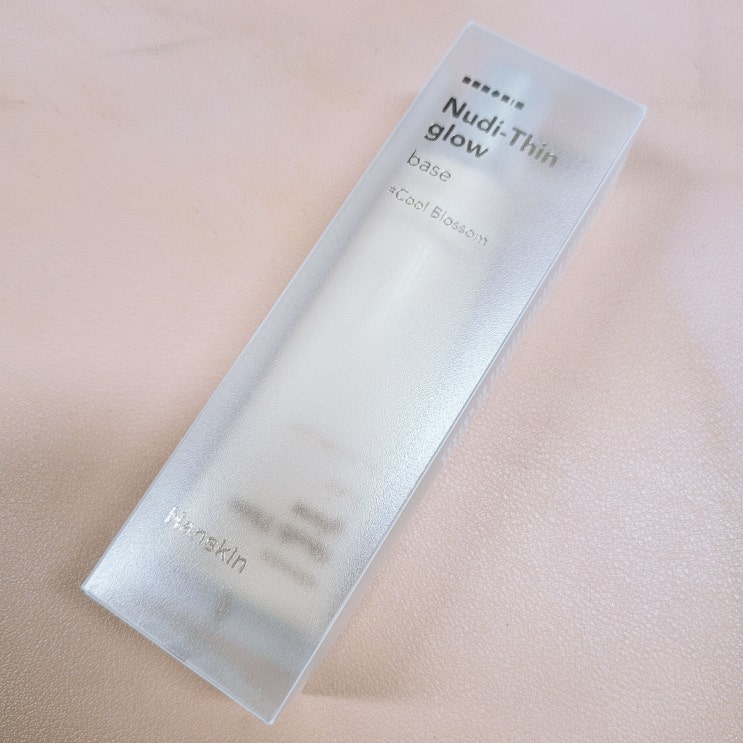 Nudi-Thin
glow
base
#Cool Blossom
Hanskin